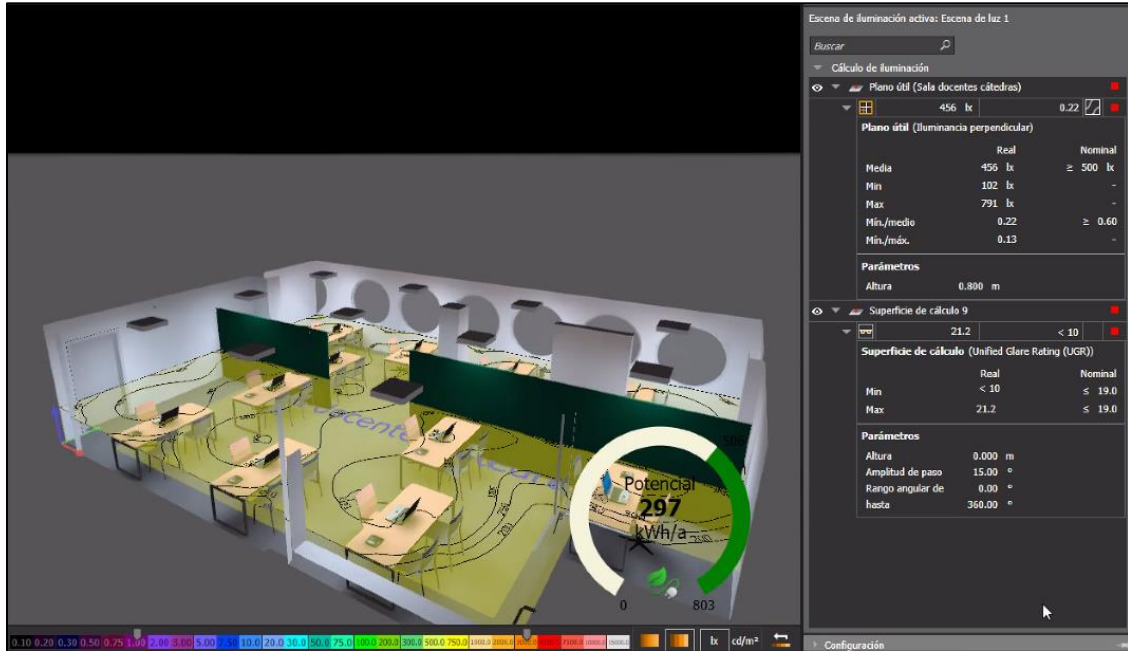 Escena de iluminación activa: Escena de luz 1
Buscar
Cálculo de iluminación
Plano útil (Sala docentes cátedras)
456 lx 0.22
Plano útil (Iluminancia perpendicular)
Real Nominal
Media 456 lx ≥ 500 lx
Min 102 lx -
Max 791 lx -
Mín./medio 0.22 ≥ 0.60
Mín./máx. 0.13 -
Parámetros
Altura 0.800 m
Superficie de cálculo 9
21.2 < 10
Superficie de cálculo (Unified Glare Rating (UGR))
Real Nominal
Min < 10 ≤ 19.0
Max 21.2 ≤ 19.0
Parámetros
Altura 0.000 m
Amplitud de paso 15.00 °
Rango angular de 0.00 °
hasta 360.00 °
506
Potencial
297
kWh/a
0 803
0.10 0.20 0.30 0.50 0.75 1.00 2.00 3.00 5.00 7.50 10.0 20.0 30.0 50.0 75.0 100.0 200.0 300.0 500.0 750.0
lx cd/m²
Configuración